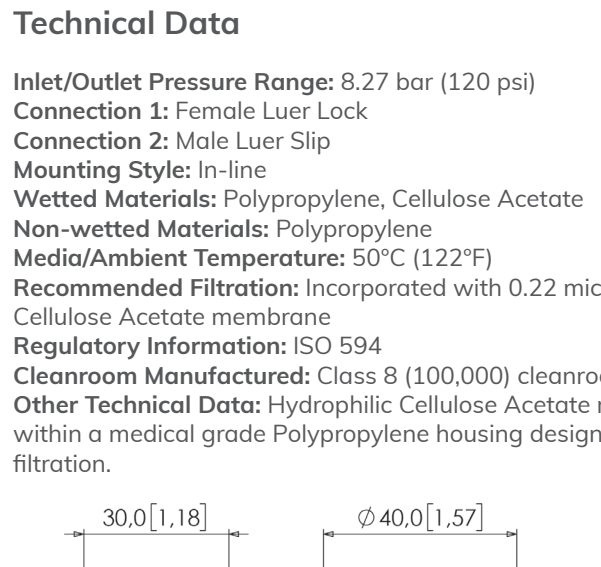 Technical Data
Inlet/Outlet Pressure Range: 8.27 bar (120 psi)
Connection 1: Female Luer Lock
Connection 2: Male Luer Slip
Mounting Style: In-line
Wetted Materials: Polypropylene, Cellulose Acetate
Non-wetted Materials: Polypropylene
Media/Ambient Temperature: 50°C (122°F)
Recommended Filtration: Incorporated with 0.22 mic
Cellulose Acetate membrane
Regulatory Information: ISO 594
Cleanroom Manufactured: Class 8 (100,000) cleanro
Other Technical Data: Hydrophilic Cellulose Acetate
within a medical grade Polypropylene housing design
filtration.
30,0[1,18] Ø40,0[1,57]